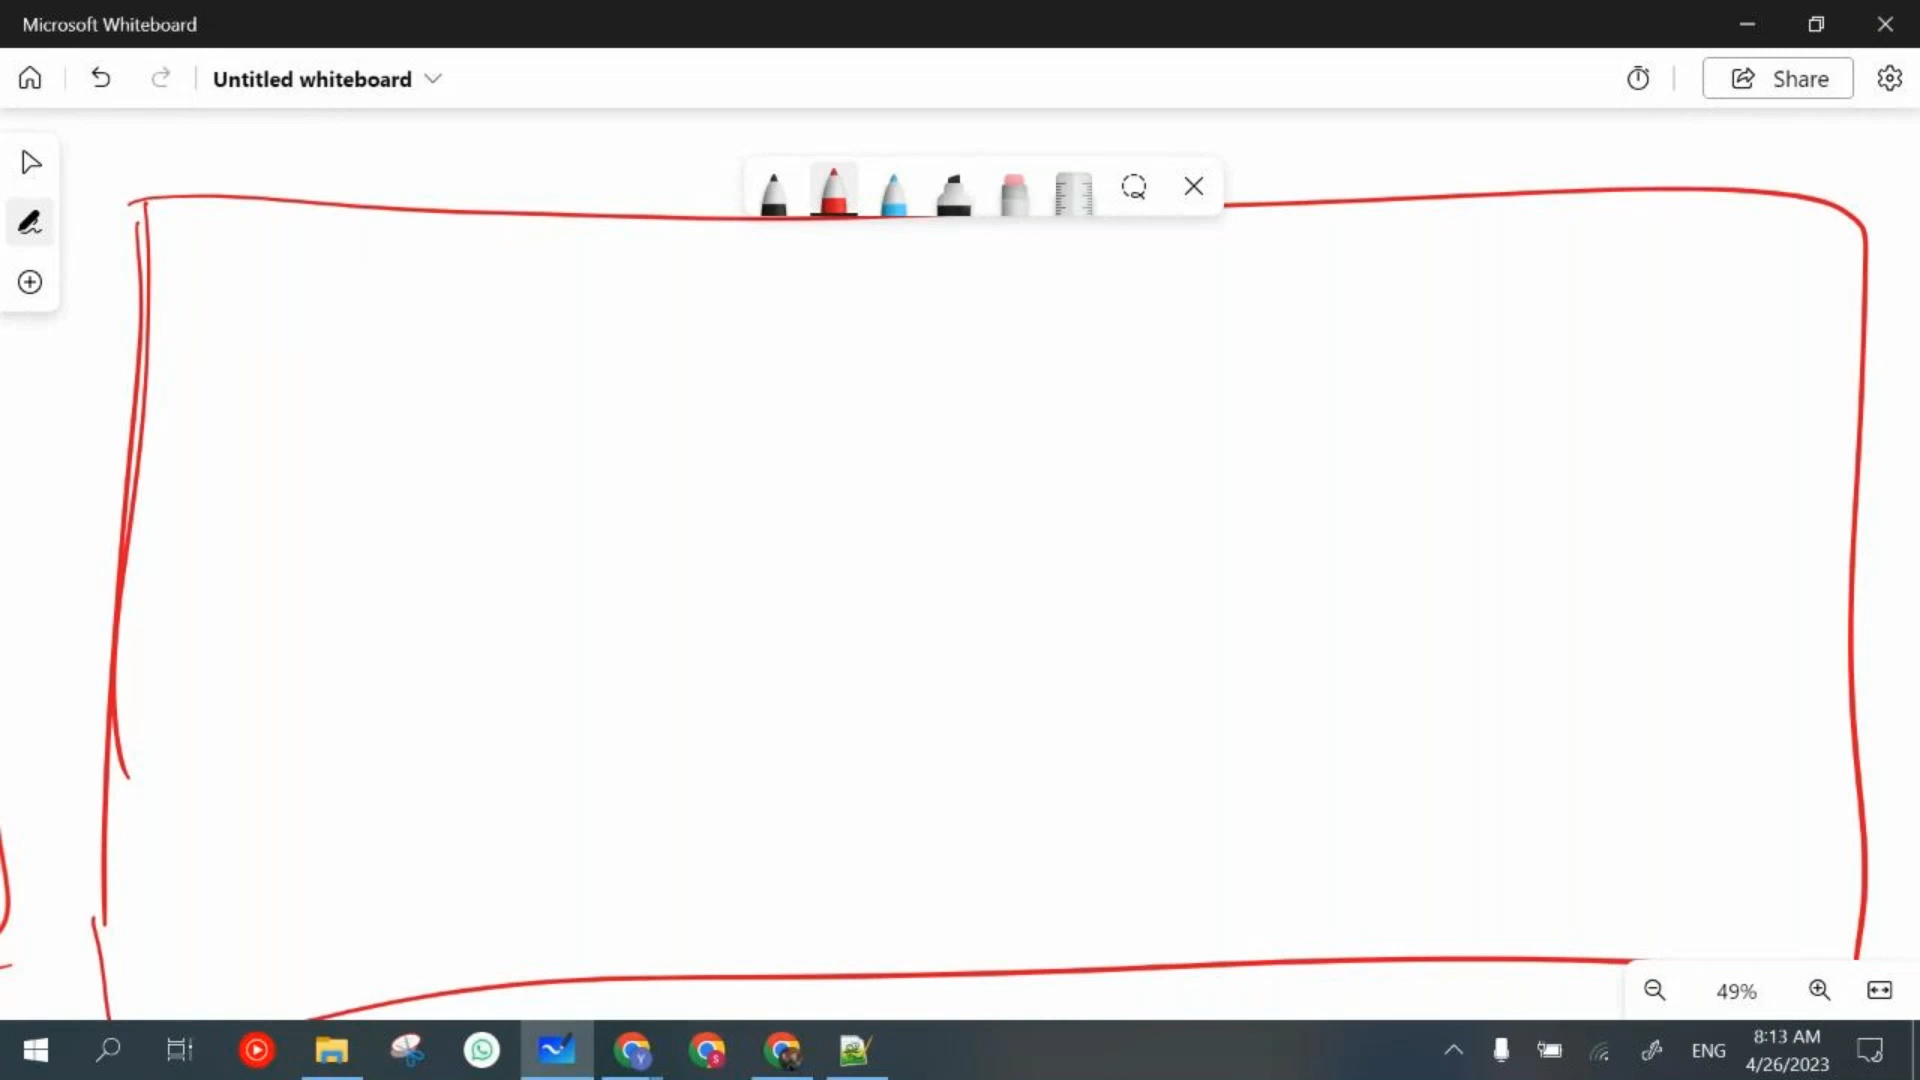 Microsoft Whiteboard
Untitled whiteboard
Share
49%
ENG
8:13 AM
4/26/2023